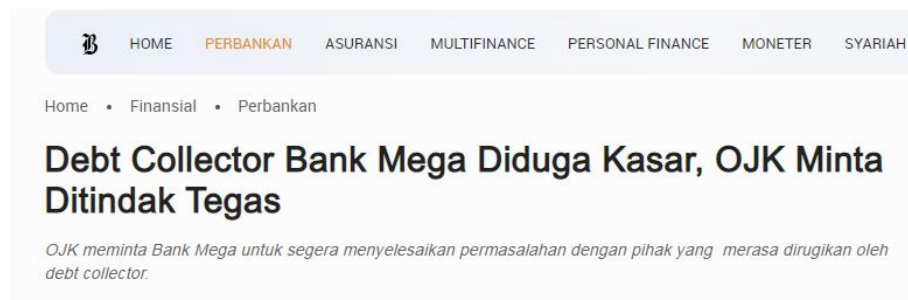 B HOME PERBANKAN ASURANSI MULTIFINANCE PERSONAL FINANCE MONETER SYARIAH
Home • Finansial • Perbankan
Debt Collector Bank Mega Diduga Kasar, OJK Minta
Ditindak Tegas
OJK meminta Bank Mega untuk segera menyelesaikan permasalahan dengan pihak yang merasa dirugikan oleh
debt collector.